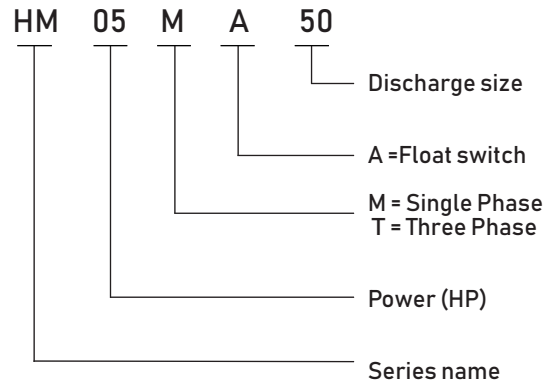 HM 05 M A 50
Discharge size
A =Float switch
M = Single Phase
T = Three Phase
Power (HP)
Series name